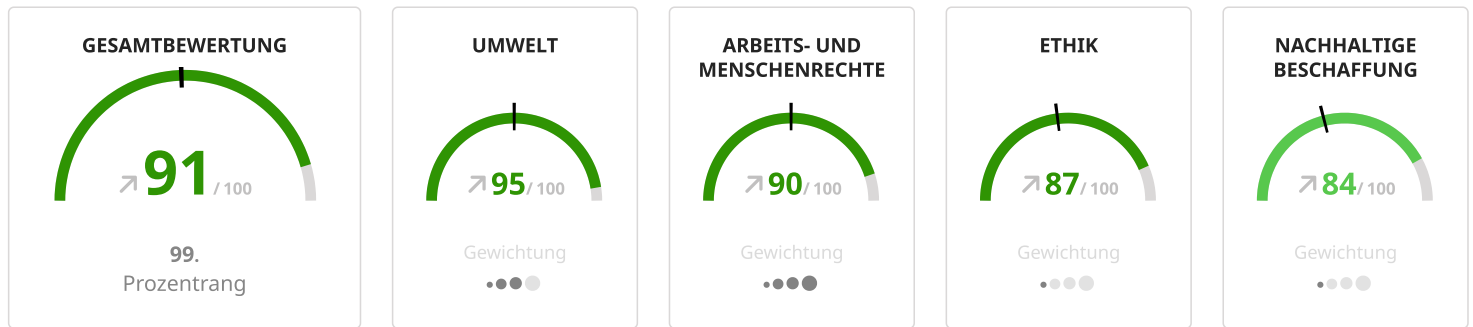 GESAMTBEWERTUNG
91 / 100
99.
Prozentrang
UMWELT
95 / 100
Gewichtung
ARBEITS- UND
MENSCHENRECHTE
90 / 100
Gewichtung
ETHIK
87 / 100
Gewichtung
NACHHALTIGE
BESCHAFFUNG
84 / 100
Gewichtung